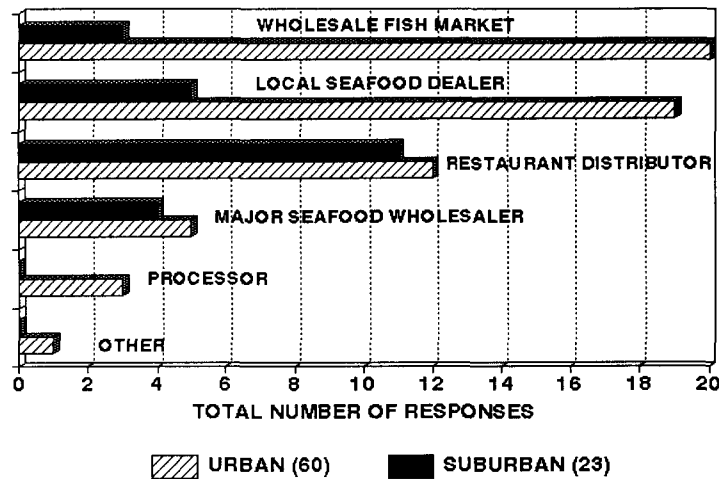 WHOLESALE FISH MARKET
LOCAL SEAFOOD DEALER
RESTAURANT DISTRIBUTOR
MAJOR SEAFOOD WHOLESALER
PROCESSOR
OTHER
0 2 4 6 8 10 12 14 16 18 20
TOTAL NUMBER OF RESPONSES
URBAN (60) SUBURBAN (23)